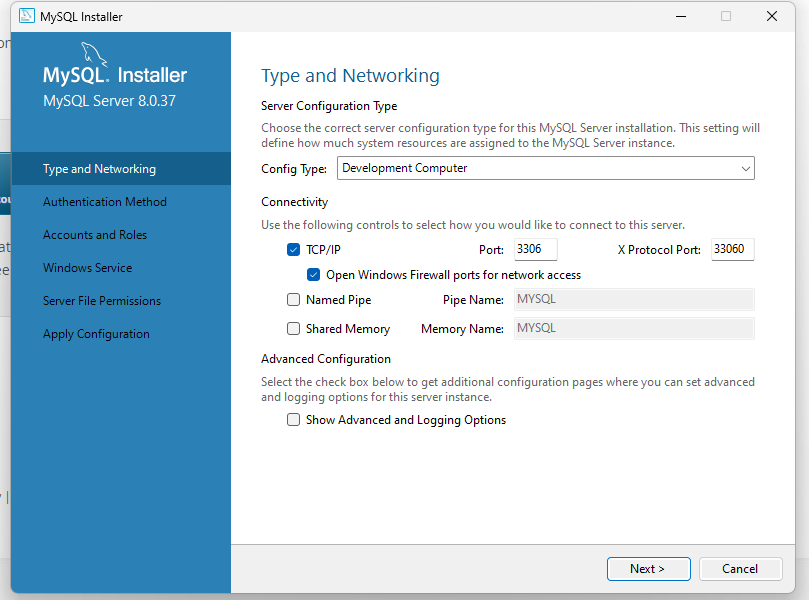 MySQL Installer
MySQL. Installer
MySQL Server 8.0.37
Type and Networking
Authentication Method
Accounts and Roles
Windows Service
Server File Permissions
Apply Configuration
Type and Networking
Server Configuration Type
Choose the correct server configuration type for this MySQL Server installation. This setting will
define how much system resources are assigned to the MySQL Server instance.
Config Type: Development Computer
Connectivity
Use the following controls to select how you would like to connect to this server.
TCP/IP Port: 3306 X Protocol Port: 33060
Open Windows Firewall ports for network access
Named Pipe Pipe Name: MYSQL
Shared Memory Memory Name: MYSQL
Advanced Configuration
Select the check box below to get additional configuration pages where you can set advanced
and logging options for this server instance.
Show Advanced and Logging Options
Next > Cancel